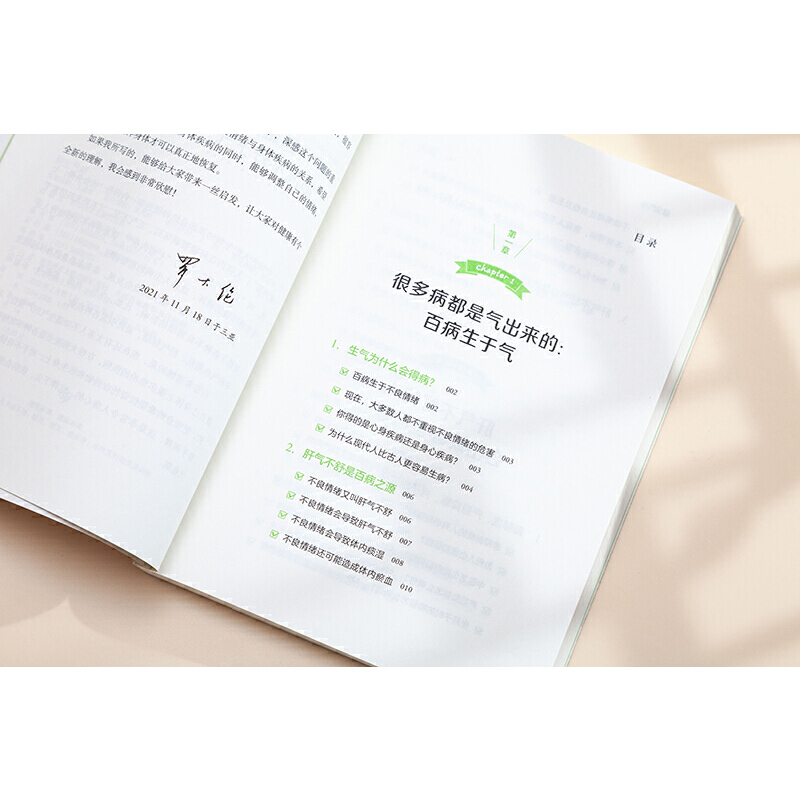 深感这个问题的
情绪与身体疾病的关系,希望
体疾病的同时,能够调整自己的情绪,
身体才可以真正地恢复。
如果我所写的,能够给大家带来一丝启发,让大家对健康有个
全新的理解,我会感到非常欣慰!
罗大伦
2021年11月18日于三亚
目录
第一章
Chapter 1
很多病都是气出来的:
百病生于气
1. 生气为什么会得病? 002
百病生于不良情绪 002
现在,大多数人都不重视不良情绪的危害 003
你得的是心身疾病还是身心疾病? 003
为什么现代人比古人更容易生病? 004
2. 肝气不舒是百病之源 006
不良情绪又叫肝气不舒 006
不良情绪会导致肝气不舒 007
不良情绪会导致体内痰湿 008
不良情绪还可能造成体内瘀血 010